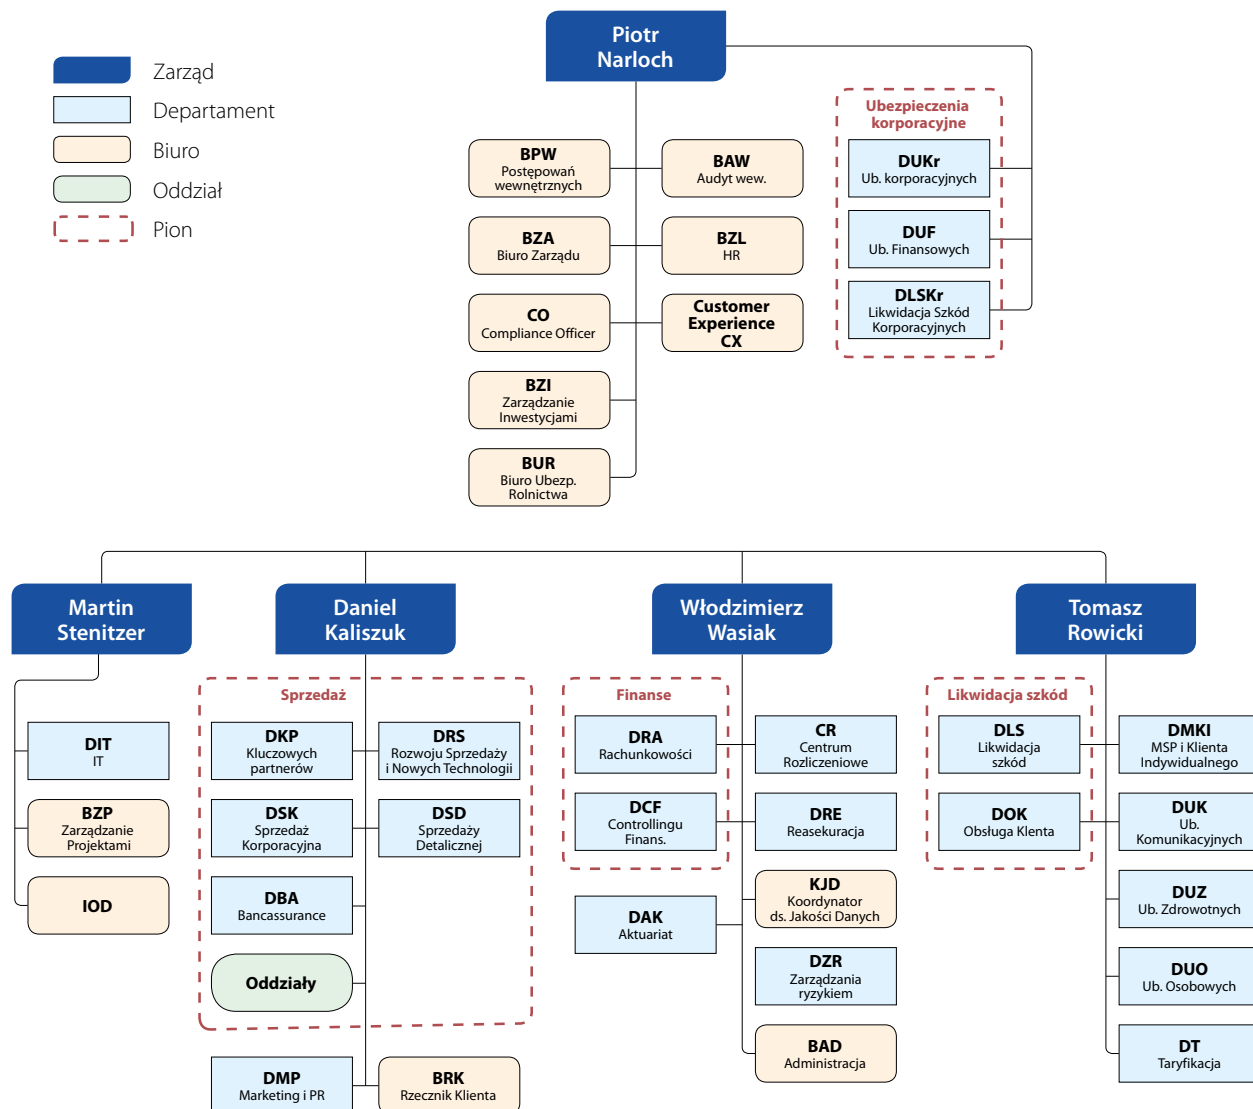 Zarząd
Departament
Biuro
Oddział
Pion
Piotr
Narloch
BPW
Postępowań
wewnętrznych
BAW
Audyt wew.
BZA
Biuro Zarządu
BZL
HR
CO
Compliance Officer
Customer
Experience
CX
BZI
Zarządzanie
Inwestycjami
BUR
Biuro Ubezp.
Rolnictwa
Ubezpieczenia
korporacyjne
DUKr
Ub. korporacyjnych
DUF
Ub. Finansowych
DLSKr
Likwidacja Szkód
Korporacyjnych
Martin
Stenitzer
DIT
IT
BZP
Zarządzanie
Projektami
IOD
Daniel
Kaliszuk
Sprzedaż
DKP
Kluczowych
partnerów
DRS
Rozwoju Sprzedaży
i Nowych Technologii
DSK
Sprzedaż
Korporacyjna
DSD
Sprzedaży
Detalicznej
DBA
Bancassurance
Oddziały
DMP
Marketing i PR
BRK
Rzecznik Klienta
Włodzimierz
Wasiak
Finanse
DRA
Rachunkowości
CR
Centrum
Rozliczeniowe
DCF
Controllingu
Finans.
DRE
Reasekuracja
DAK
Aktuariat
KJD
Koordynator
ds. Jakości Danych
DZR
Zarządzania
ryzykiem
BAD
Administracja
Tomasz
Rowicki
Likwidacja szkód
DLS
Likwidacja
szkód
DMKI
MSP i Klienta
Indywidualnego
DOK
Obsługa Klenta
DUK
Ub.
Komunikacyjnych
DUZ
Ub. Zdrowotnych
DUO
Ub. Osobowych
DT
Taryfikacja